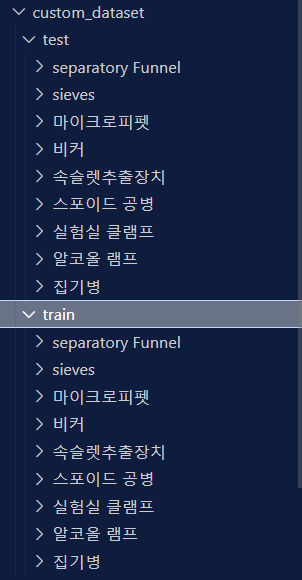 custom_dataset
test
separatory Funnel
sieves
마이크로피펫
비커
속슬렛추출장치
스포이드 공병
실험실 클램프
알코올 램프
집기병
train
separatory Funnel
sieves
마이크로피펫
비커
속슬렛추출장치
스포이드 공병
실험실 클램프
알코올 램프
집기병